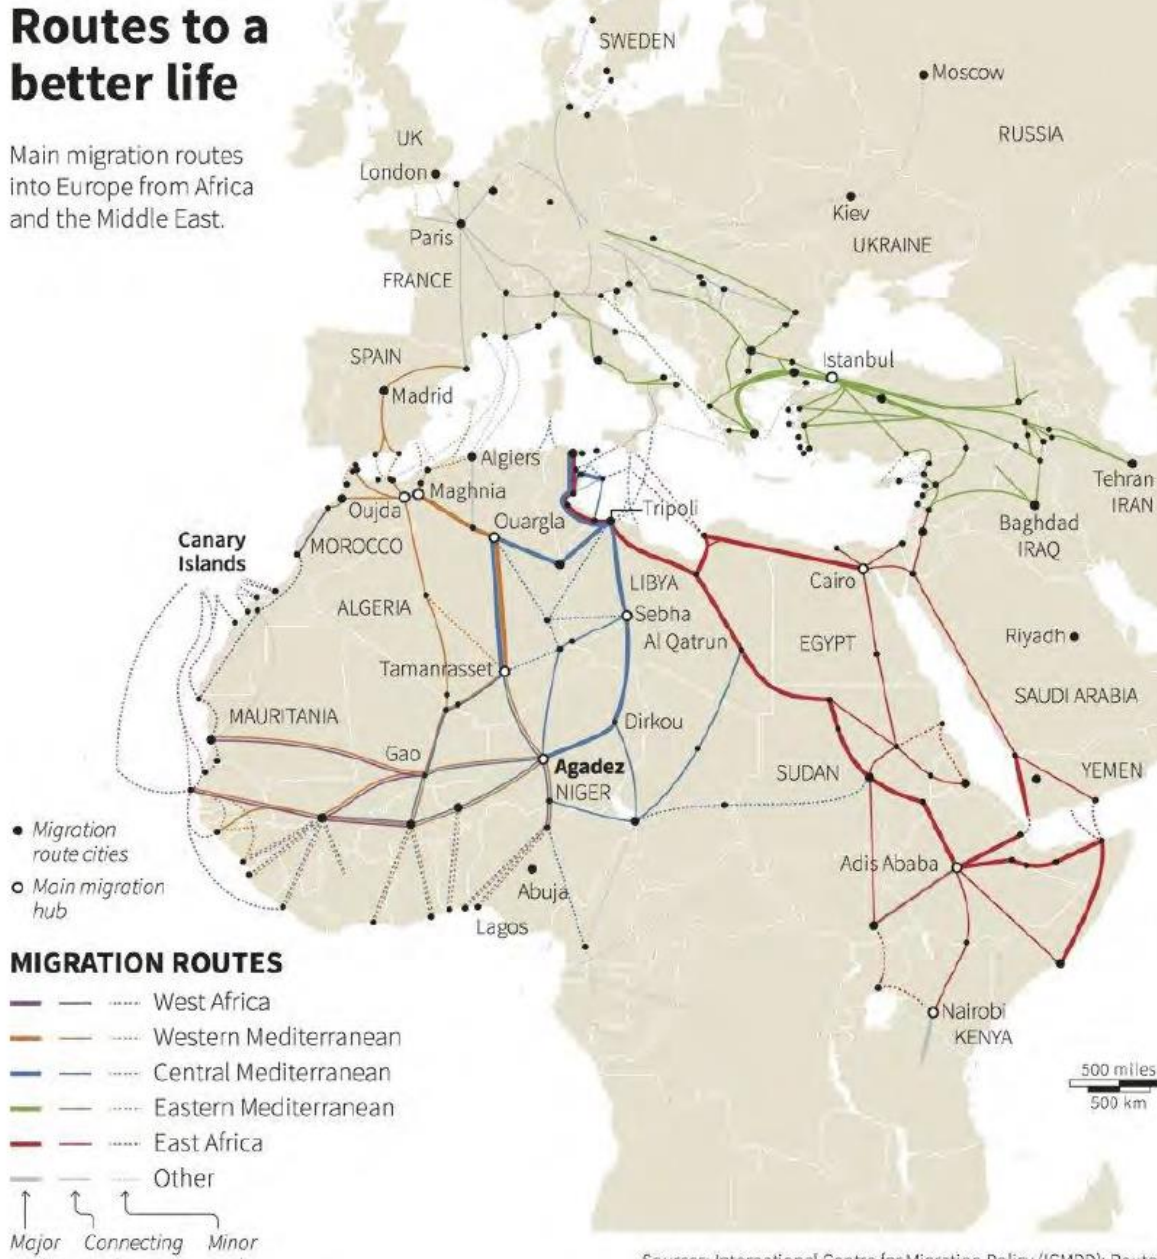 Routes to a
better life
Main migration routes
into Europe from Africa
and the Middle East.
SWEDEN
Moscow
RUSSIA
UK
London
Kiev
UKRAINE
Paris
FRANCE
SPAIN
Istanbul
Madrid
Algiers
Tehran
IRAN
Maghnia
Oujda
Ouargla
Tripoli
Baghdad
IRAQ
Canary
Islands
MOROCCO
LIBYA
Cairo
ALGERIA
Sebha
Al Qatrun
EGYPT
Riyadh
Tamanrasset
SAUDI ARABIA
MAURITANIA
Dirkou
Gao
Agadez
NIGER
SUDAN
YEMEN
Migration
route cities
Main migration
hub
Adis Ababa
Abuja
Lagos
MIGRATION ROUTES
West Africa
Western Mediterranean
Central Mediterranean
Eastern Mediterranean
East Africa
Other
Major Connecting Minor
Nairobi
KENYA
500 miles
500 km